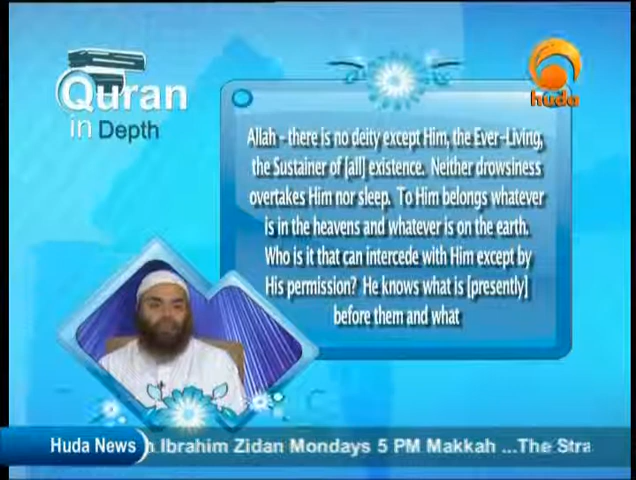 Quran
in Depth
huda
Allah - there is no deity except Him, the Ever-Living,
the Sustainer of [all] existence. Neither drowsiness
overtakes Him nor sleep. To Him belongs whatever
is in the heavens and whatever is on the earth.
Who is it that can intercede with Him except by
His permission? He knows what is [presently]
before them and what
Huda News
n Ibrahim Zidan Mondays 5 PM Makkah ...The Stra